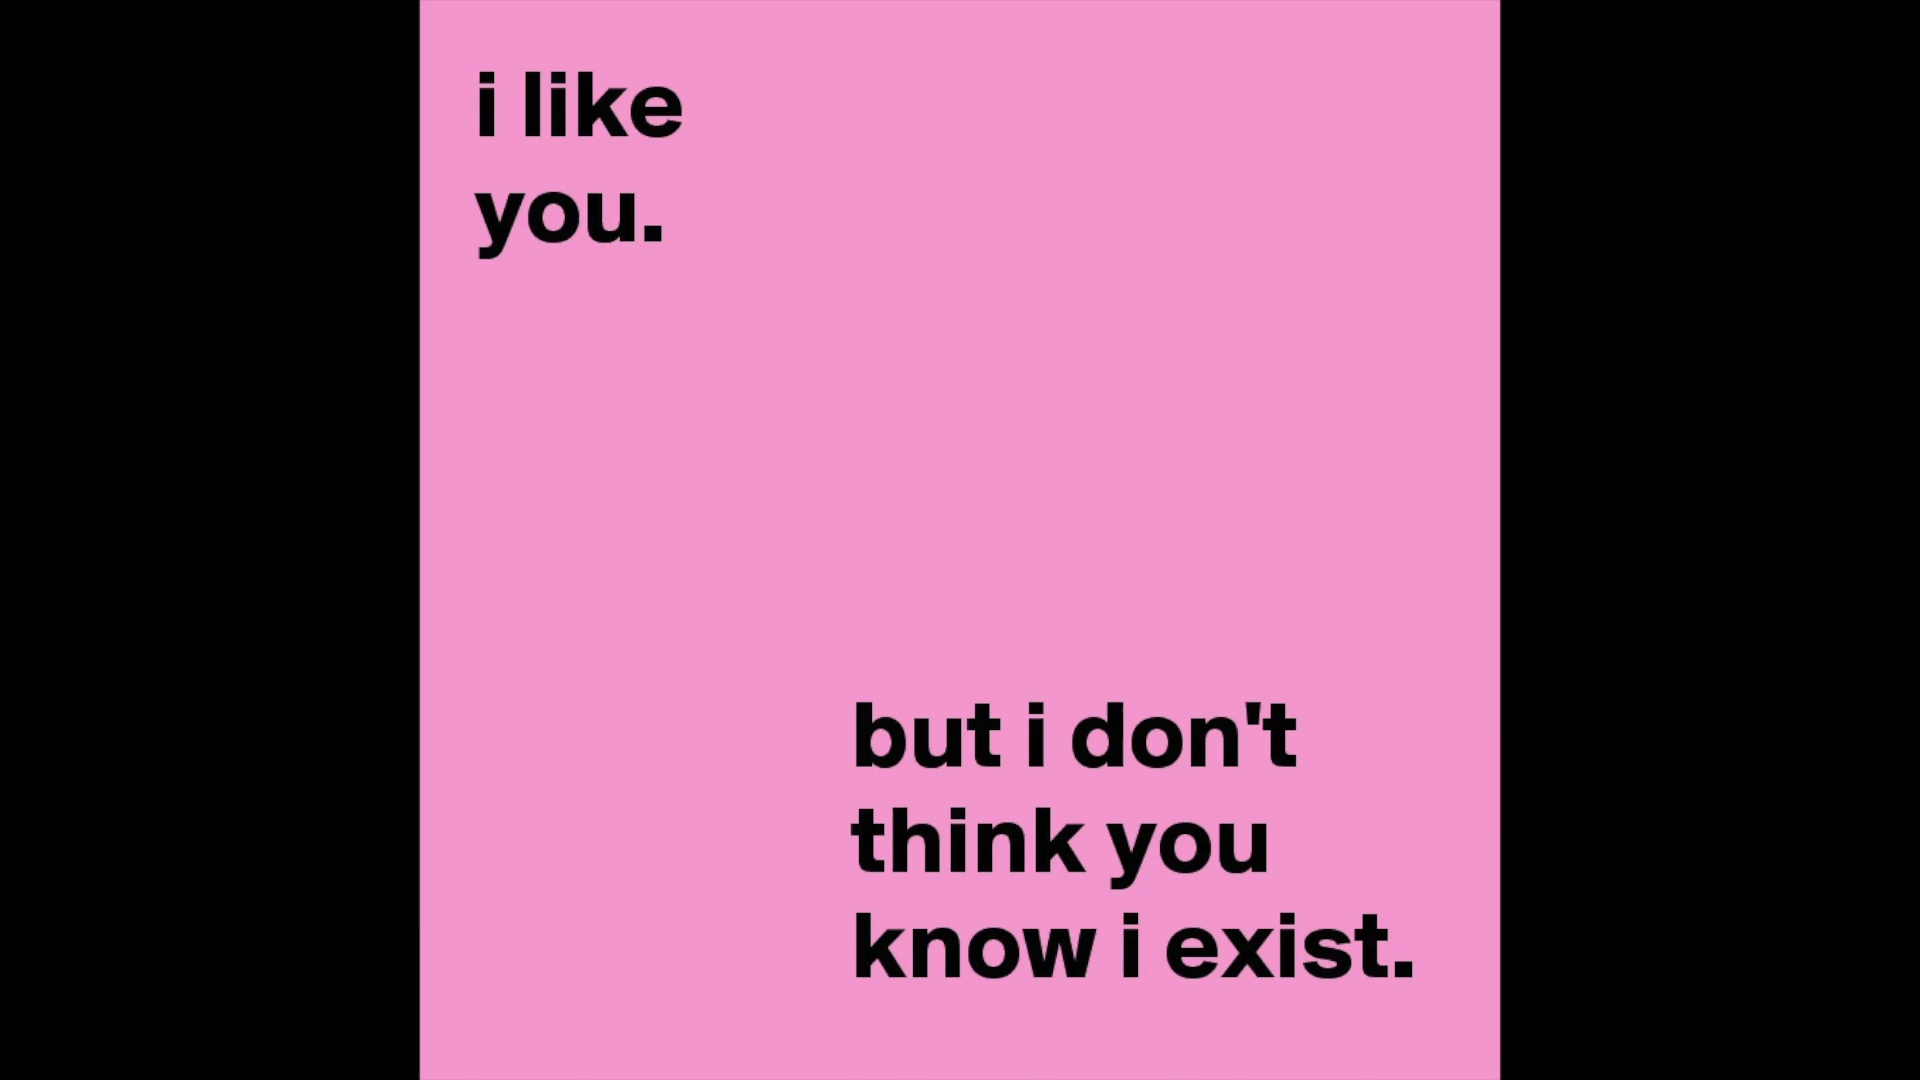 i like
you.
but i don't
think you
know i exist.